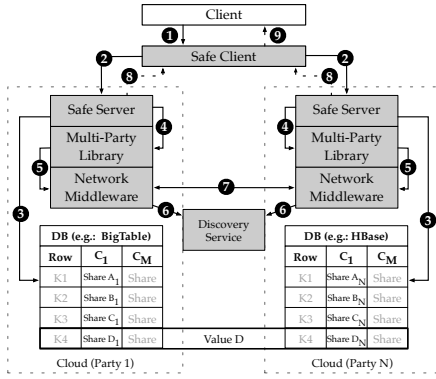 Client
1
9
Safe Client
2
2
8
8
Safe Server
Safe Server
4
4
Multi-Party Library
Multi-Party Library
5
5
Network Middleware
Network Middleware
7
3
6
6
3
Discovery Service
DB (e.g.: BigTable)
DB (e.g.: HBase)
Row C1 CM
Row C1 CM
K1 Share A1 Share
K1 Share AN Share
K2 Share B1 Share
K2 Share BN Share
K3 Share C1 Share
K3 Share CN Share
K4 Share D1 Share
Value D
K4 Share DN Share
Cloud (Party 1)
Cloud (Party N)